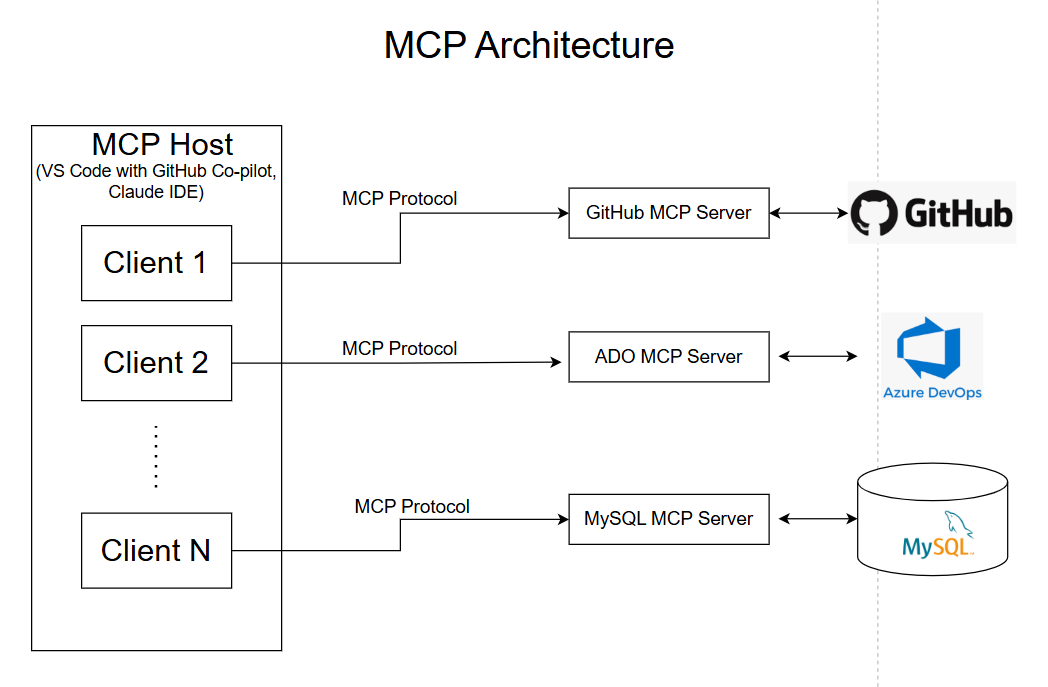 MCP Architecture
MCP Host
(VS Code with GitHub Co-pilot,
Claude IDE)
Client 1
MCP Protocol
GitHub MCP Server
GitHub
Client 2
MCP Protocol
ADO MCP Server
Azure DevOps
Client N
MCP Protocol
MySQL MCP Server
MySQL